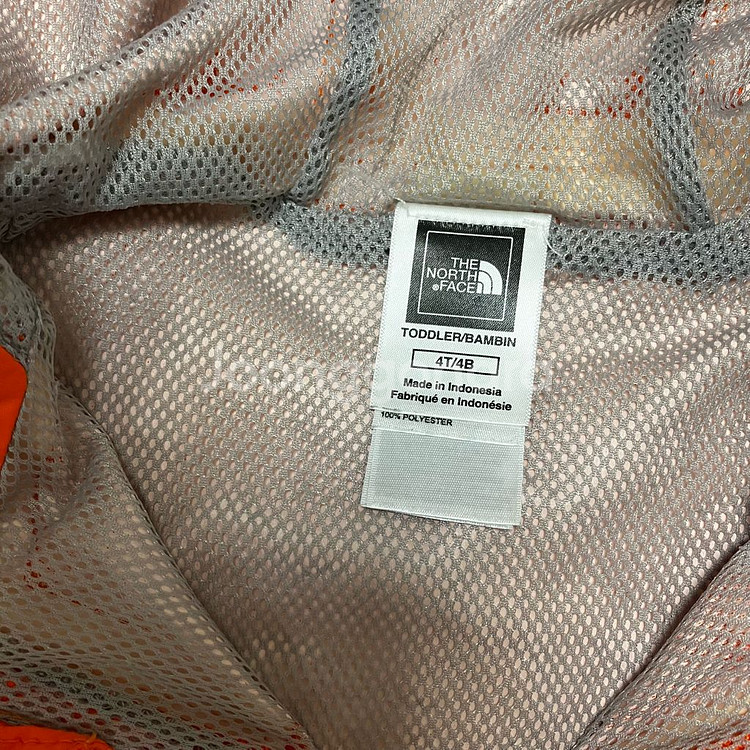 THE
NORTH
FACE
TODDLER/BAMBIN
4T/4B
Made in Indonesia
Fabriqué en Indonésie
100% POLYESTER